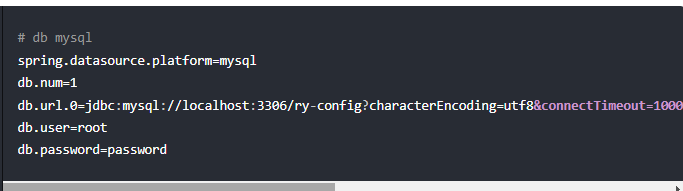 # db mysql
spring.datasource.platform=mysql
db.num=1
db.url.0=jdbc:mysql://localhost:3306/ry-config?characterEncoding=utf8&connectTimeout=1000
db.user=root
db.password=password